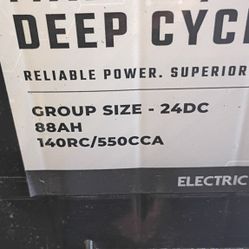 DEEP CYC
RELIABLE POWER. SUPERIOR
GROUP SIZE - 24DC
88AH
140RC/550CCA
ELECTRIC